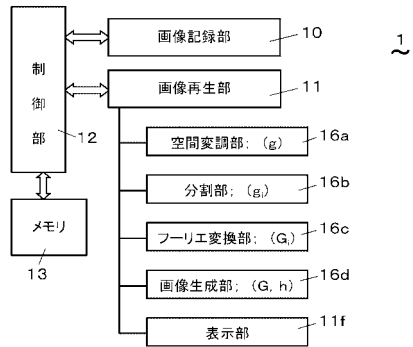 画像記録部
10
1
画像再生部
11
制御部
12
空間変調部; (g)
16a
分割部; (gᵢ)
16b
メモリ
13
フーリエ変換部; (Gᵢ)
16c
画像生成部; (G, h)
16d
表示部
11f